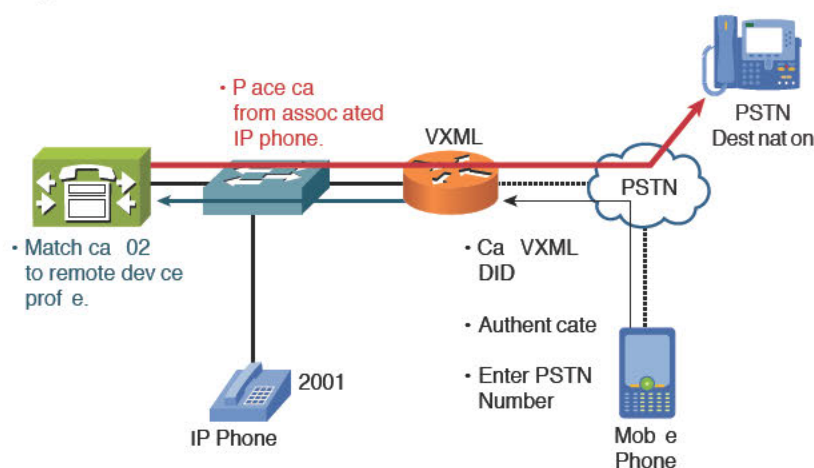 • P ace ca
from assoc ated
IP phone.
VXML
PSTN
Dest nat on
PSTN
• Match ca 02
to remote dev ce
prof e.
• Ca VXML
DID
• Authent cate
• Enter PSTN
Number
2001
IP Phone
Mob e
Phone